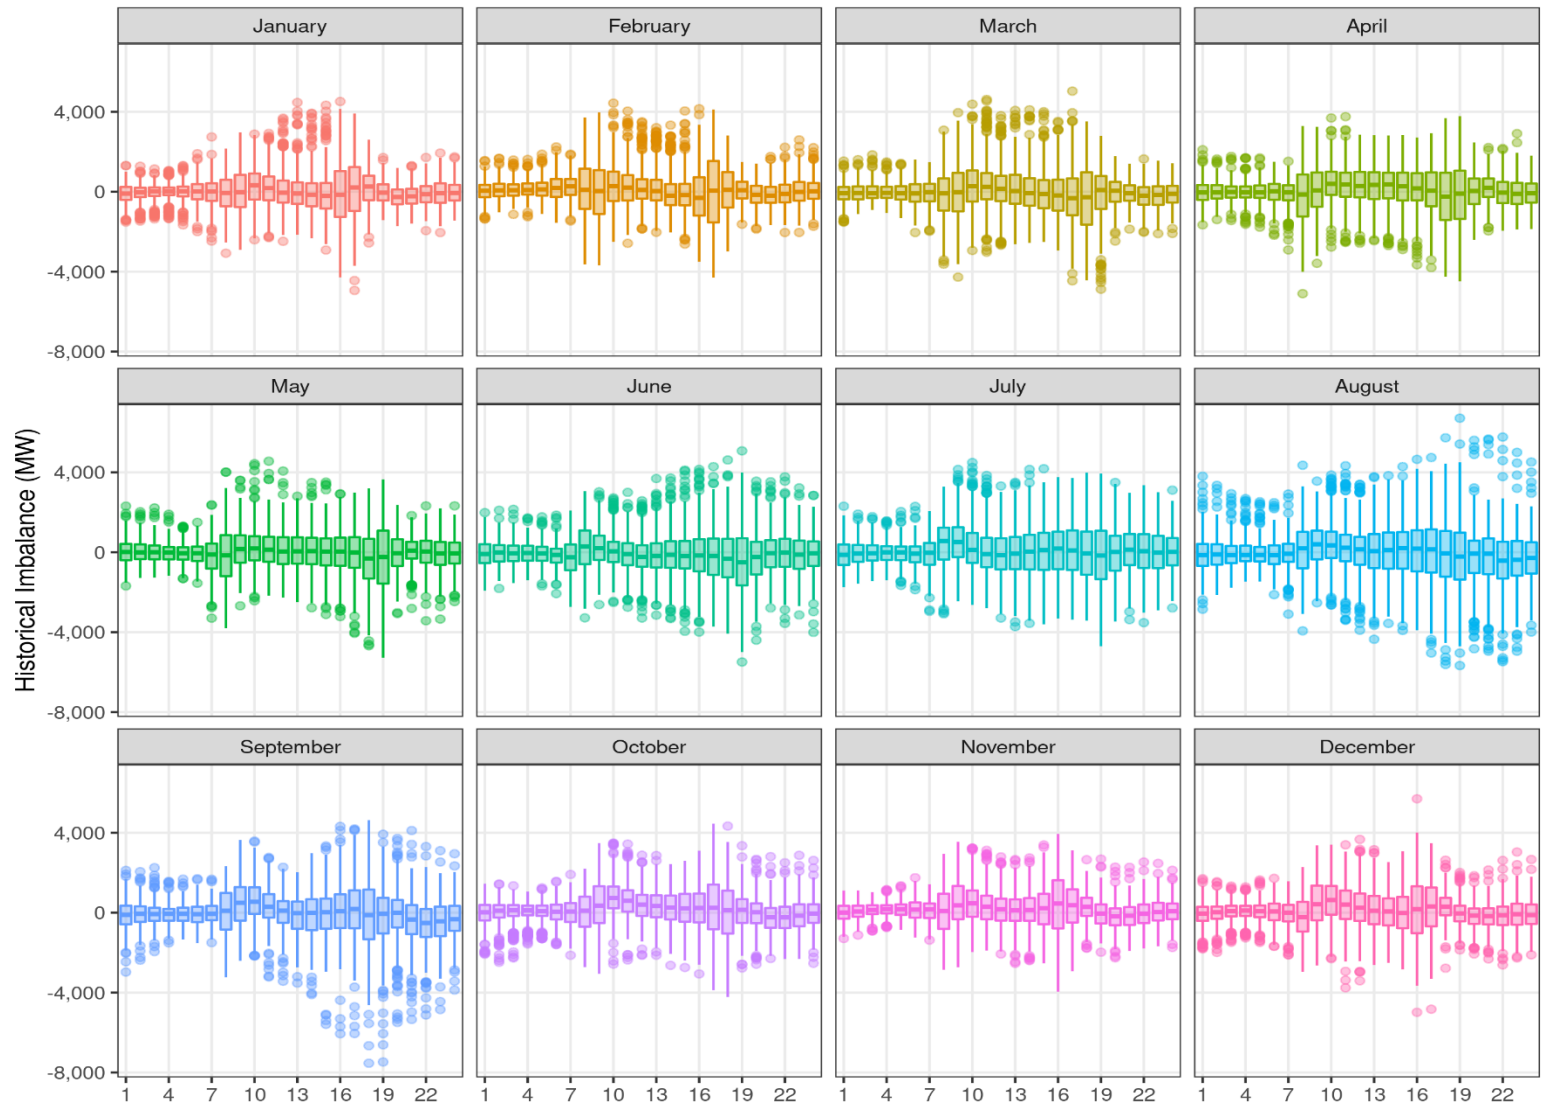 January February March April
4,000
0
-4,000
-8,000
May June July August
Historical Imbalance (MW)
4,000
0
-4,000
-8,000
September October November December
4,000
0
-4,000
-8,000
1 4 7 10 13 16 19 22 1 4 7 10 13 16 19 22 1 4 7 10 13 16 19 22 1 4 7 10 13 16 19 22